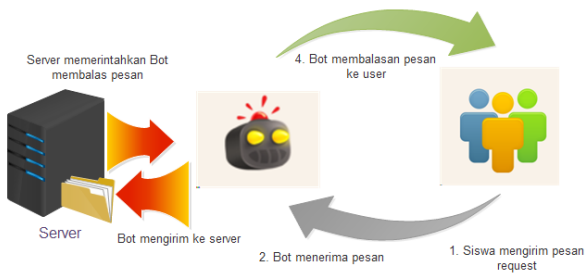 Server memerintahkan Bot
membalas pesan
4. Bot membalasan pesan
ke user
Server
Bot mengirim ke server
2. Bot menerima pesan
1. Siswa mengirim pesan
request